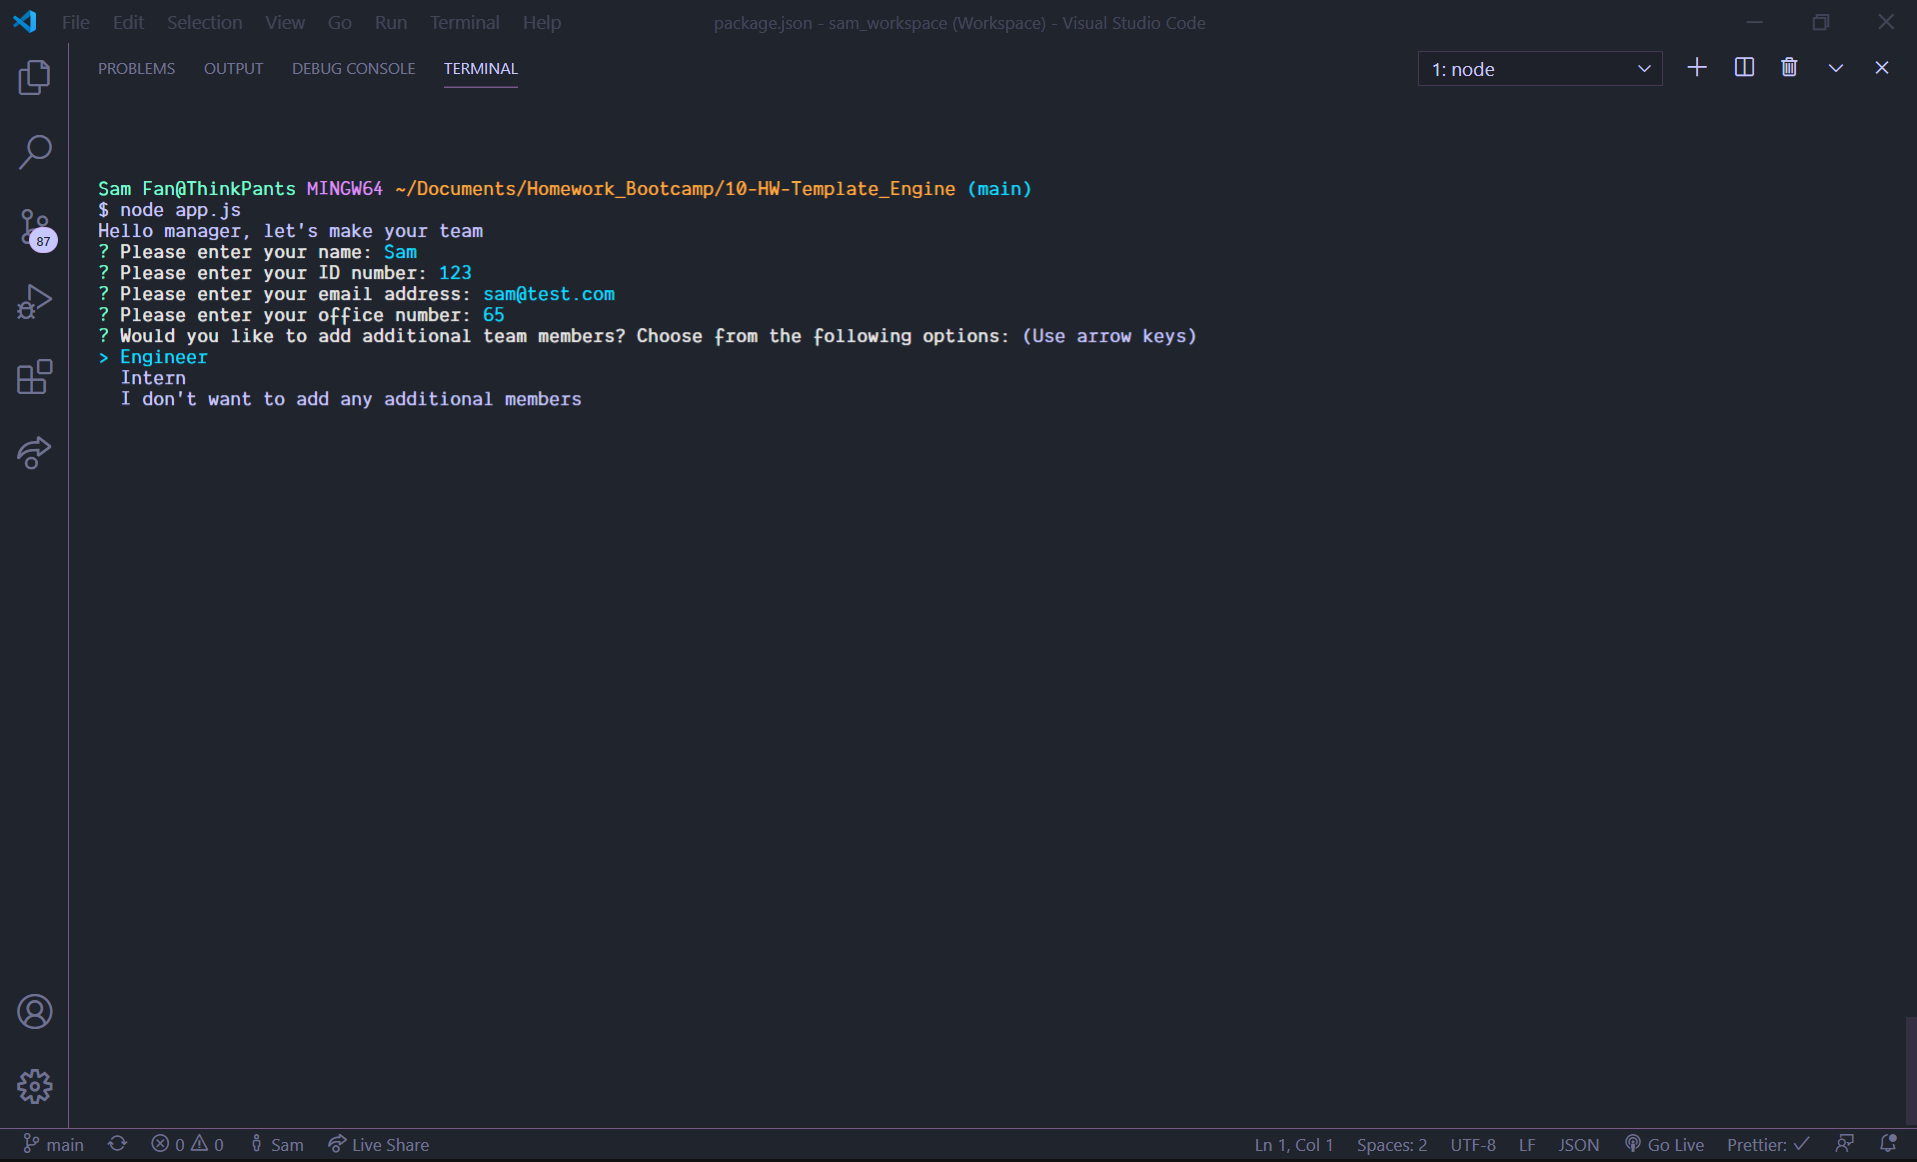 File Edit Selection View Go Run Terminal Help package.json - sam_workspace (Workspace) - Visual Studio Code
PROBLEMS OUTPUT DEBUG CONSOLE TERMINAL 1: node
Sam Fan@ThinkPants MINGW64 ~/Documents/Homework_Bootcamp/10-HW-Template_Engine (main)
$ node app.js
Hello manager, let's make your team
? Please enter your name: Sam
? Please enter your ID number: 123
? Please enter your email address: sam@test.com
? Please enter your office number: 65
? Would you like to add additional team members? Choose from the following options: (Use arrow keys)
> Engineer
Intern
I don't want to add any additional members
87
main 0 0 Sam Live Share Ln 1, Col 1 Spaces: 2 UTF-8 LF JSON Go Live Prettier: ✓